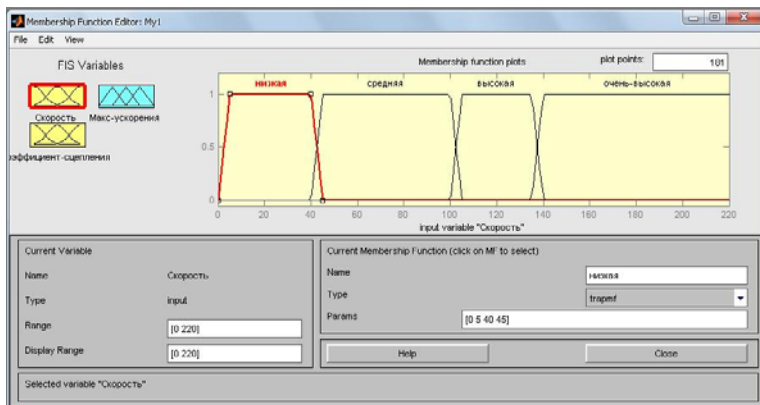 Membership Function Editor: My1
File Edit View
FIS Variables
Скорость
Макс-ускорения
эффициент-сцепления
Membership function plots
plot points:
181
низкая
средняя
высокая
очень-высокая
1
0.5
0
0 20 40 60 80 100 120 140 160 180 200 220
input variable "Скорость"
Current Variable
Name Скорость
Type input
Range [0 220]
Display Range [0 220]
Current Membership Function (click on MF to select)
Name низкая
Type trapmf
Params [0 5 40 45]
Help Close
Selected variable "Скорость"